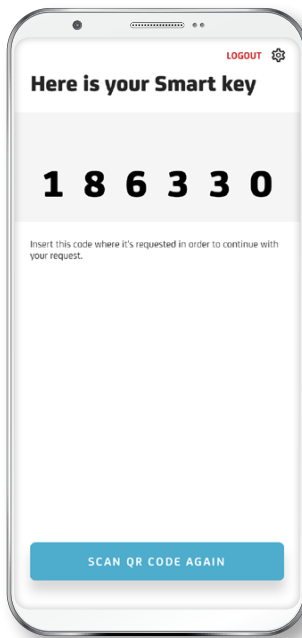 LOGOUT
Here is your Smart key
1 8 6 3 3 0
Insert this code where it's requested in order to continue with
your request.
SCAN QR CODE AGAIN